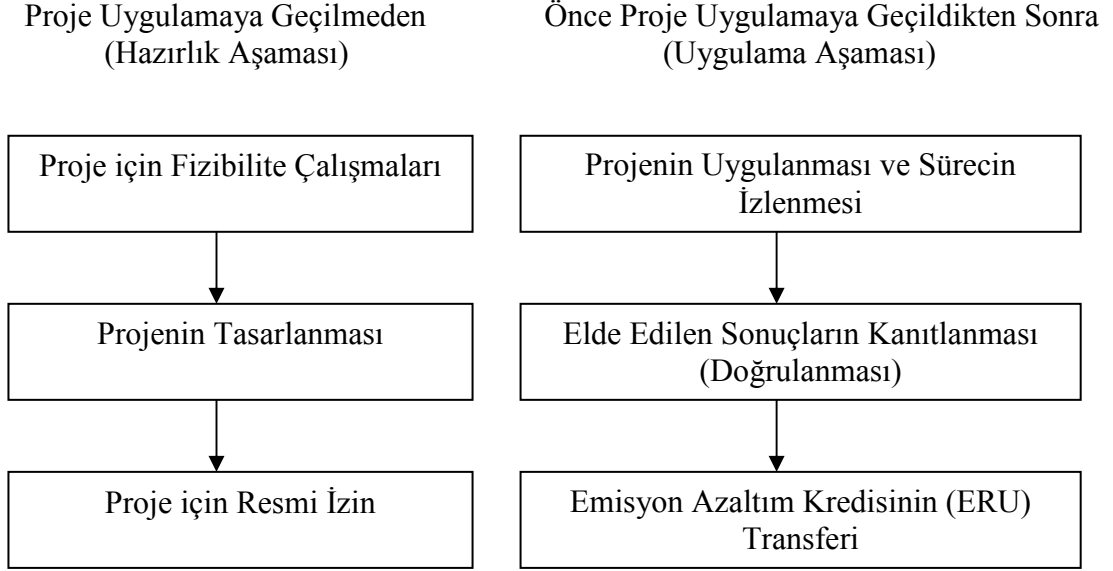 Proje Uygulamaya Geçilmeden
(Hazırlık Aşaması)
Önce Proje Uygulamaya Geçildikten Sonra
(Uygulama Aşaması)
Proje için Fizibilite Çalışmaları
Projenin Tasarlanması
Proje için Resmi İzin
Projenin Uygulanması ve Sürecin
İzlenmesi
Elde Edilen Sonuçların Kanıtlanması
(Doğrulanması)
Emisyon Azaltım Kredisinin (ERU)
Transferi